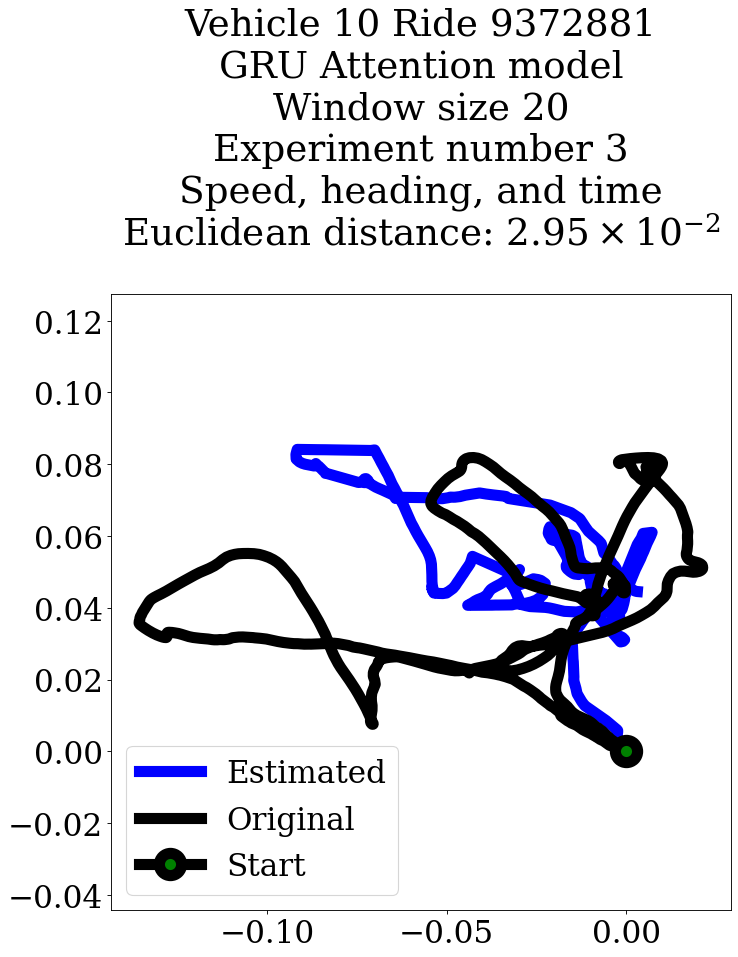 Vehicle 10 Ride 9372881
GRU Attention model
Window size 20
Experiment number 3
Speed, heading, and time
Euclidean distance: 2.95 × 10⁻²
0.12
0.10
0.08
0.06
0.04
0.02
0.00
−0.02
−0.04
Estimated
Original
Start
−0.10
−0.05
0.00